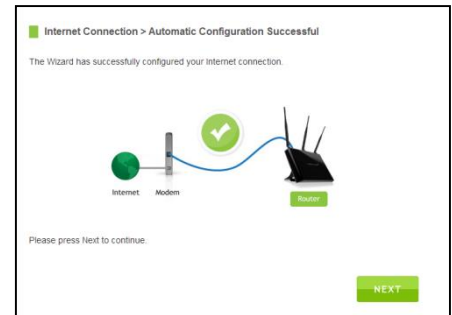 Internet Connection > Automatic Configuration Successful
The Wizard has successfully configured your Internet connection.
Internet
Modem
Router
Please press Next to continue.
NEXT